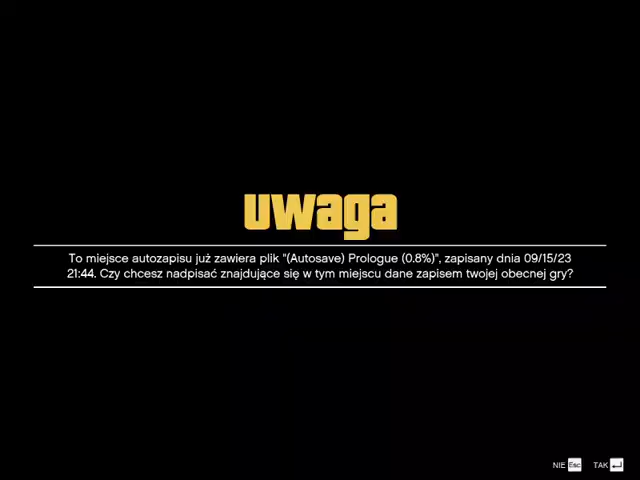 uwaga
To miejsce autozapisu już zawiera plik "(Autosave) Prologue (0.8%)", zapisany dnia 09/15/23
21:44. Czy chcesz nadpisać znajdujące się w tym miejscu dane zapisem twojej obecnej gry?
NIE Esc TAK